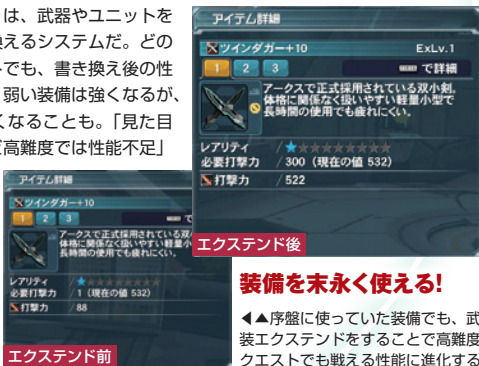 は、武器やユニットを
換えるシステムだ。どの
でも、書き換え後の性
弱い装備は強くなるが、
くなることも。「見た目
高難度では性能不足」
アイテム詳細
ツインダガー+10 ExLv.1
1 2 3 で詳細
アークスで正式採用されている双小剣。
体格に関係なく扱いやすい軽量小型で
長時間の使用でも疲れにくい。
レアリティ /★★★★★★★★★★
必要打撃力 /300(現在の値 532)
打撃力 /522
エクステンド後
アイテム詳細
ツインダガー+10
1 2 3 で
アークスで正式採用されている双
体格に関係なく扱いやすい軽量小
長時間の使用でも疲れにくい。
レアリティ /★★★★★★★★★
必要打撃力 /1(現在の値 532)
打撃力 /88
エクステンド前
装備を末永く使える!
◀▲序盤に使っていた装備でも、武
装エクステンドをすることで高難度
クエストでも戦える性能に進化する